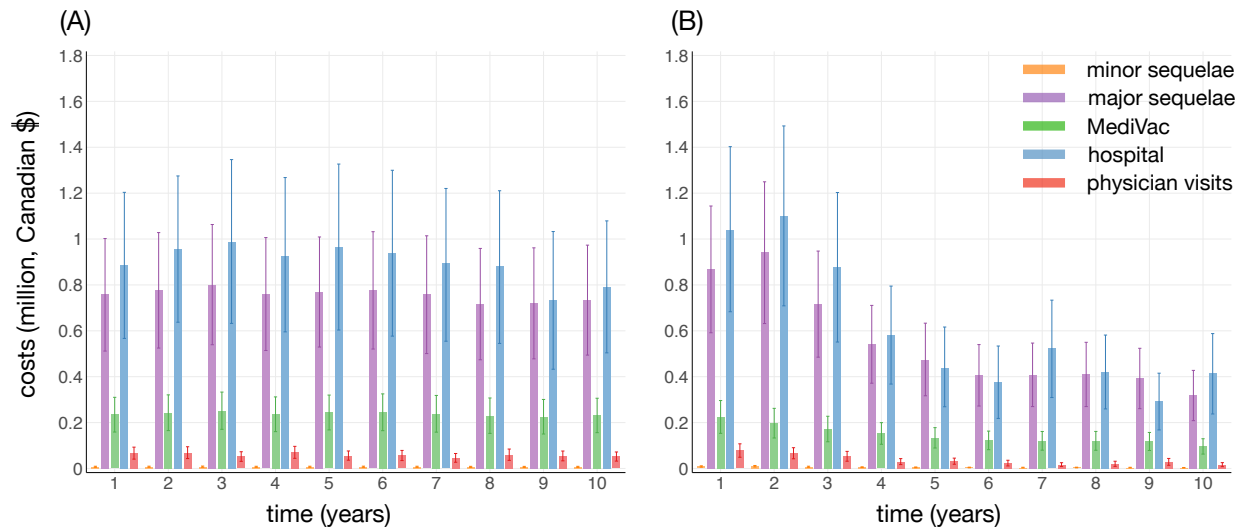 (A)
(B)
costs (million, Canadian $)
1.8
1.6
1.4
1.2
1
0.8
0.6
0.4
0.2
0
1 2 3 4 5 6 7 8 9 10
time (years)
1.8
1.6
1.4
1.2
1
0.8
0.6
0.4
0.2
0
1 2 3 4 5 6 7 8 9 10
time (years)
minor sequelae
major sequelae
MediVac
hospital
physician visits